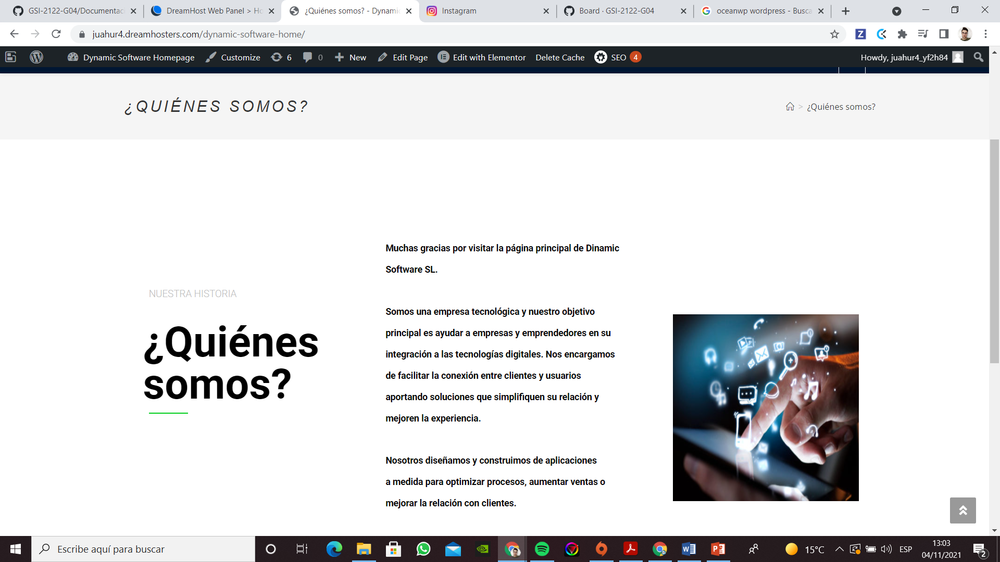 GSI-2122-G04/Documentaci
DreamHost Web Panel > Ho
¿Quiénes somos? - Dynamic
Instagram
Board · GSI-2122-G04
oceanwp wordpress - Busca
juahur4.dreamhosters.com/dynamic-software-home/
Dynamic Software Homepage
Customize
6
0
New
Edit Page
Edit with Elementor
Delete Cache
SEO
4
Howdy, juahur4_yf2h84
¿QUIÉNES SOMOS?
> ¿Quiénes somos?
NUESTRA HISTORIA
¿Quiénes
somos?
Muchas gracias por visitar la página principal de Dinamic
Software SL.
Somos una empresa tecnológica y nuestro objetivo
principal es ayudar a empresas y emprendedores en su
integración a las tecnologías digitales. Nos encargamos
de facilitar la conexión entre clientes y usuarios
aportando soluciones que simplifiquen su relación y
mejoren la experiencia.
Nosotros diseñamos y construimos de aplicaciones
a medida para optimizar procesos, aumentar ventas o
mejorar la relación con clientes.
Escribe aquí para buscar
15°C
ESP
13:03
04/11/2021
2